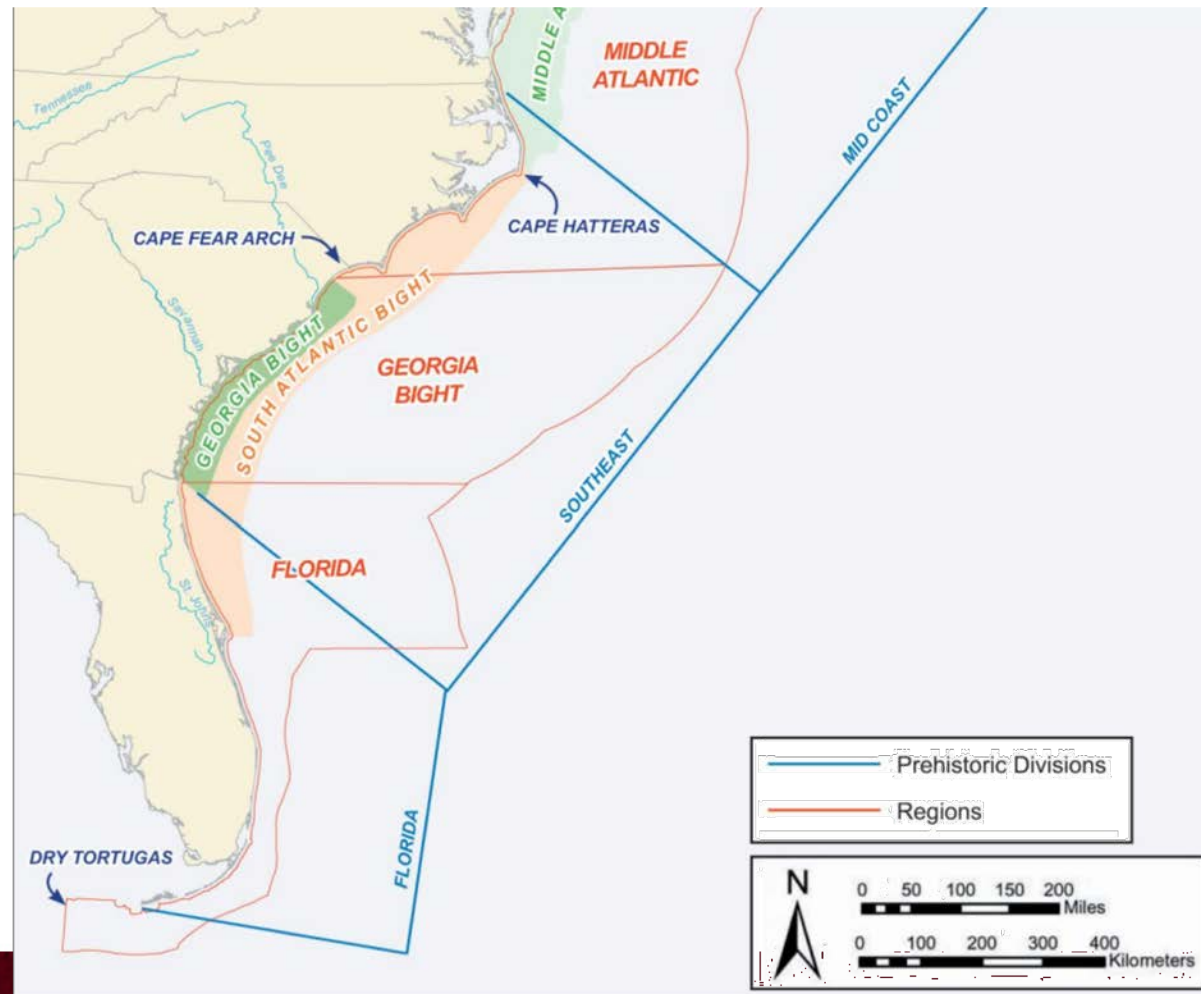 MIDDLE A
MIDDLE
ATLANTIC
MID COAST
Tennessee
Pee Dee
CAPE FEAR ARCH
CAPE HATTERAS
Savannah
GEORGIA BIGHT
SOUTH ATLANTIC BIGHT
GEORGIA
BIGHT
SOUTHEAST
FLORIDA
St. Johns
FLORIDA
DRY TORTUGAS
Prehistoric Divisions
Regions
N
0 50 100 150 200
Miles
0 100 200 300 400
Kilometers